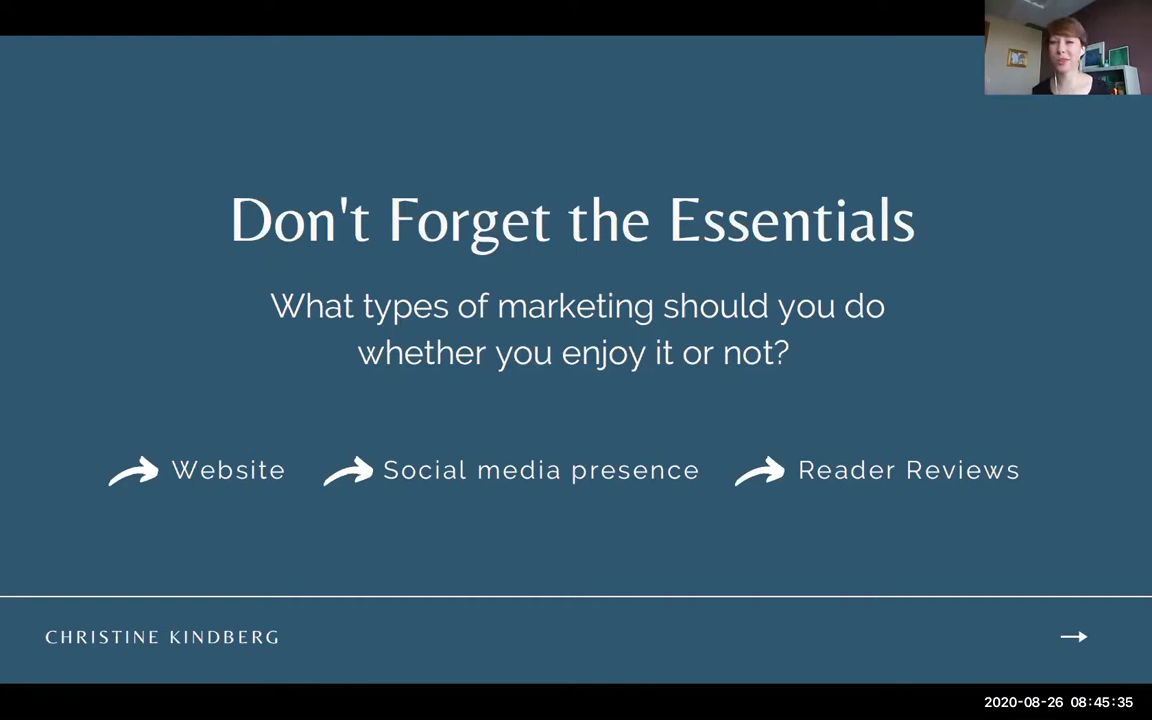 Don't Forget the Essentials
What types of marketing should you do
whether you enjoy it or not?
Website
Social media presence
Reader Reviews
CHRISTINE KINDBERG
2020-08-26 08:45:35